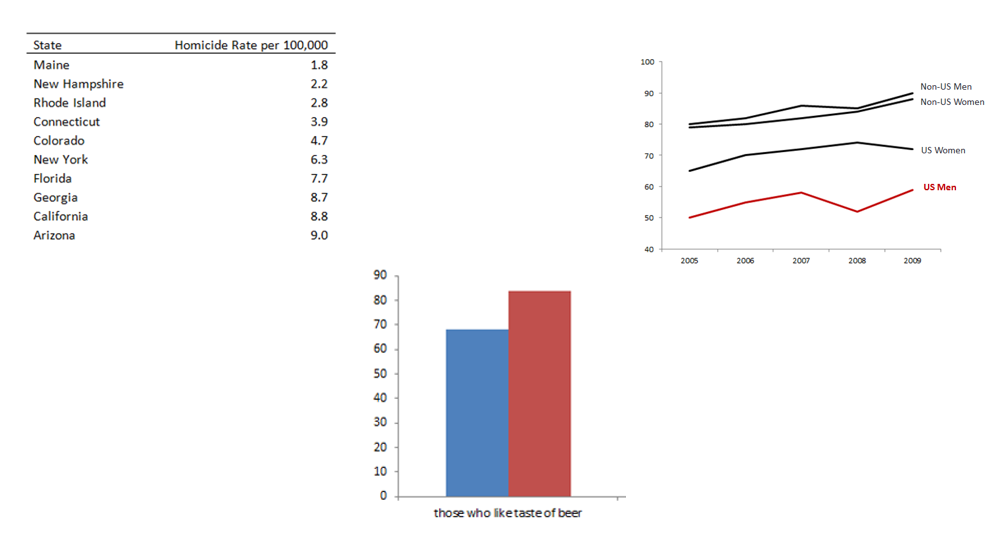 State Homicide Rate per 100,000
Maine 1.8
New Hampshire 2.2
Rhode Island 2.8
Connecticut 3.9
Colorado 4.7
New York 6.3
Florida 7.7
Georgia 8.7
California 8.8
Arizona 9.0
100
90
80
70
60
50
40
2005 2006 2007 2008 2009
Non-US Men
Non-US Women
US Women
US Men
90
80
70
60
50
40
30
20
10
0
those who like taste of beer